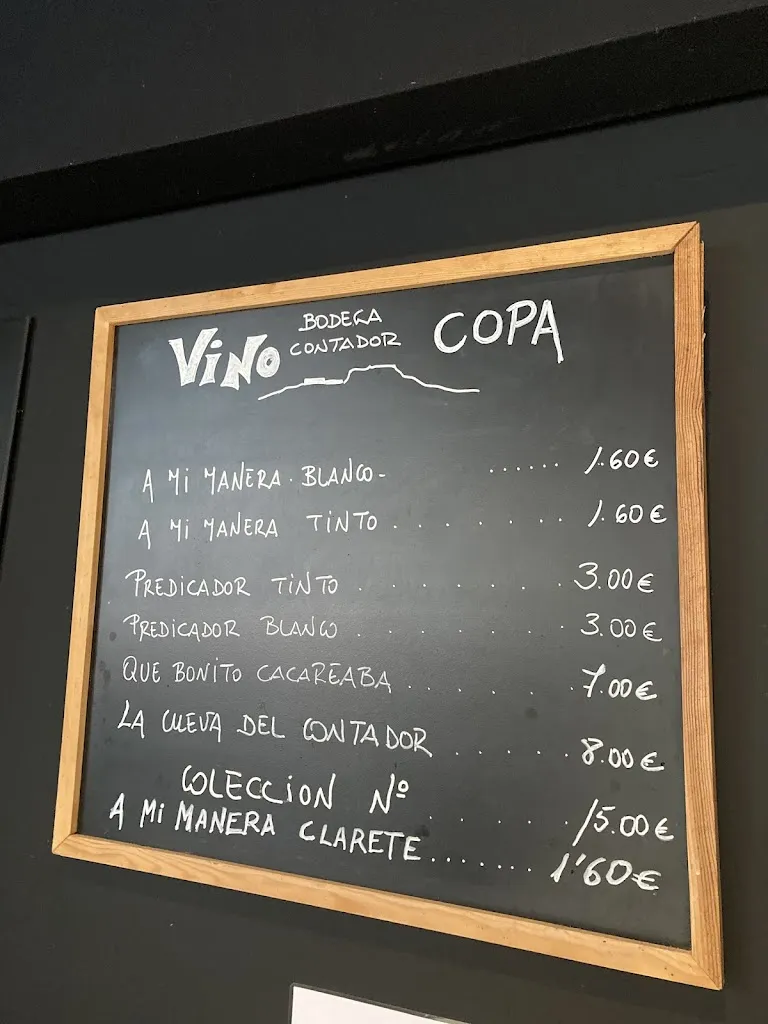 ViNO BODEGA CONTADOR COPA
A Mi MANERA. BLANCO- ...... 1.60€
A Mi MANERA TiNTO ........ 1.60€
PREDICADOR TiNTO ........ 3.00€
PREDICADOR BLANCO ........ 3.00€
QUE BONiTO CACAREABA ....... 7.00€
LA CUEVA DEL CONTADOR ...... 8.00€
COLECCiON Nº ...... 15.00€
A Mi MANERA CLARETE ....... 1'60€